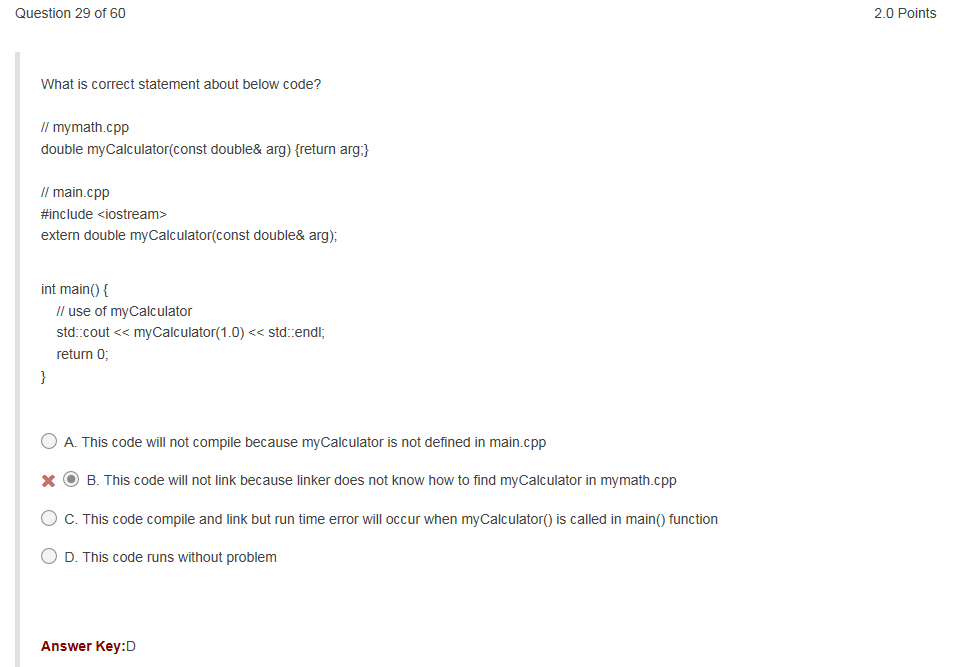 Question 29 of 60
2.0 Points
What is correct statement about below code?
// mymath.cpp
double myCalculator(const double& arg) {return arg;}
// main.cpp
#include <iostream>
extern double myCalculator(const double& arg);
int main() {
// use of myCalculator
std::cout << myCalculator(1.0) << std::endl;
return 0;
}
A. This code will not compile because myCalculator is not defined in main.cpp
B. This code will not link because linker does not know how to find myCalculator in mymath.cpp
C. This code compile and link but run time error will occur when myCalculator() is called in main() function
D. This code runs without problem
Answer Key:D